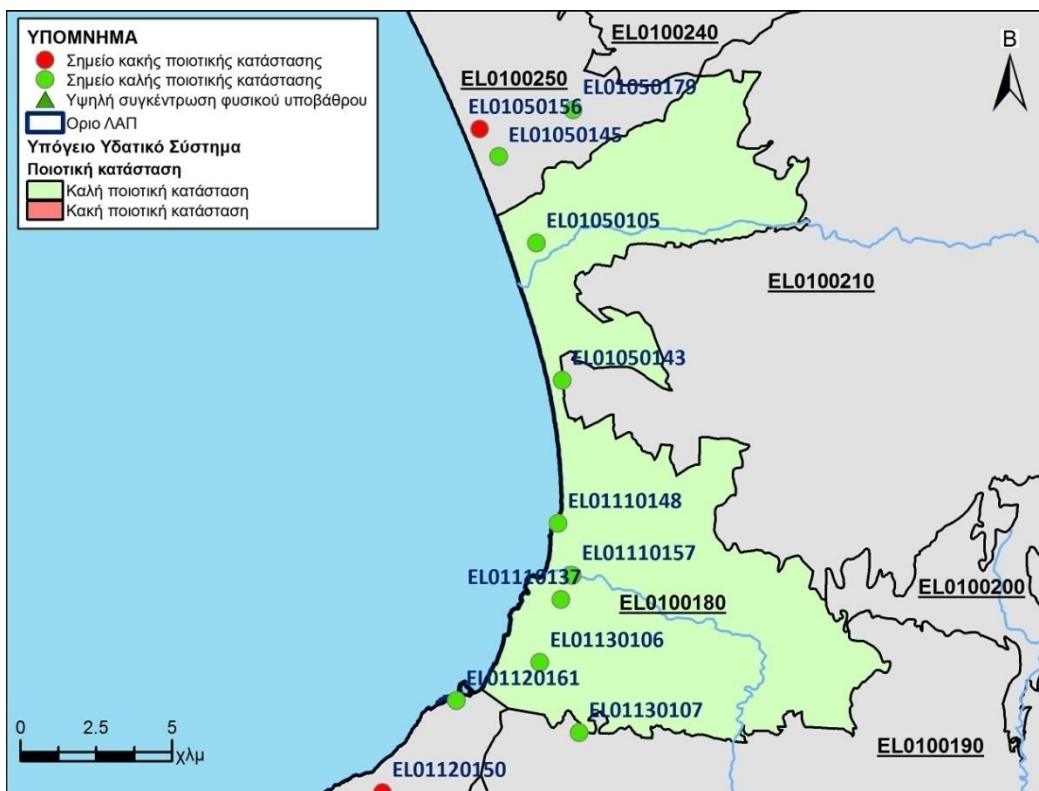 ΥΠΟΜΝΗΜΑ
Σημείο κακής ποιοτικής κατάστασης
Σημείο καλής ποιοτικής κατάστασης
Υψηλή συγκέντρωση φυσικού υποβάθρου
Οριο ΛΑΠ
Υπόγειο Υδατικό Σύστημα
Ποιοτική κατάσταση
Καλή ποιοτική κατάσταση
Κακή ποιοτική κατάσταση
EL0100240
Β
EL0100250
EL01050179
EL01050156
EL01050145
EL01050105
EL0100210
EL01050143
EL01110148
EL01110157
EL01110137
EL0100200
EL0100180
EL01130106
EL01120161
EL01130107
EL0100190
0 2.5 5
χλμ
EL01120150